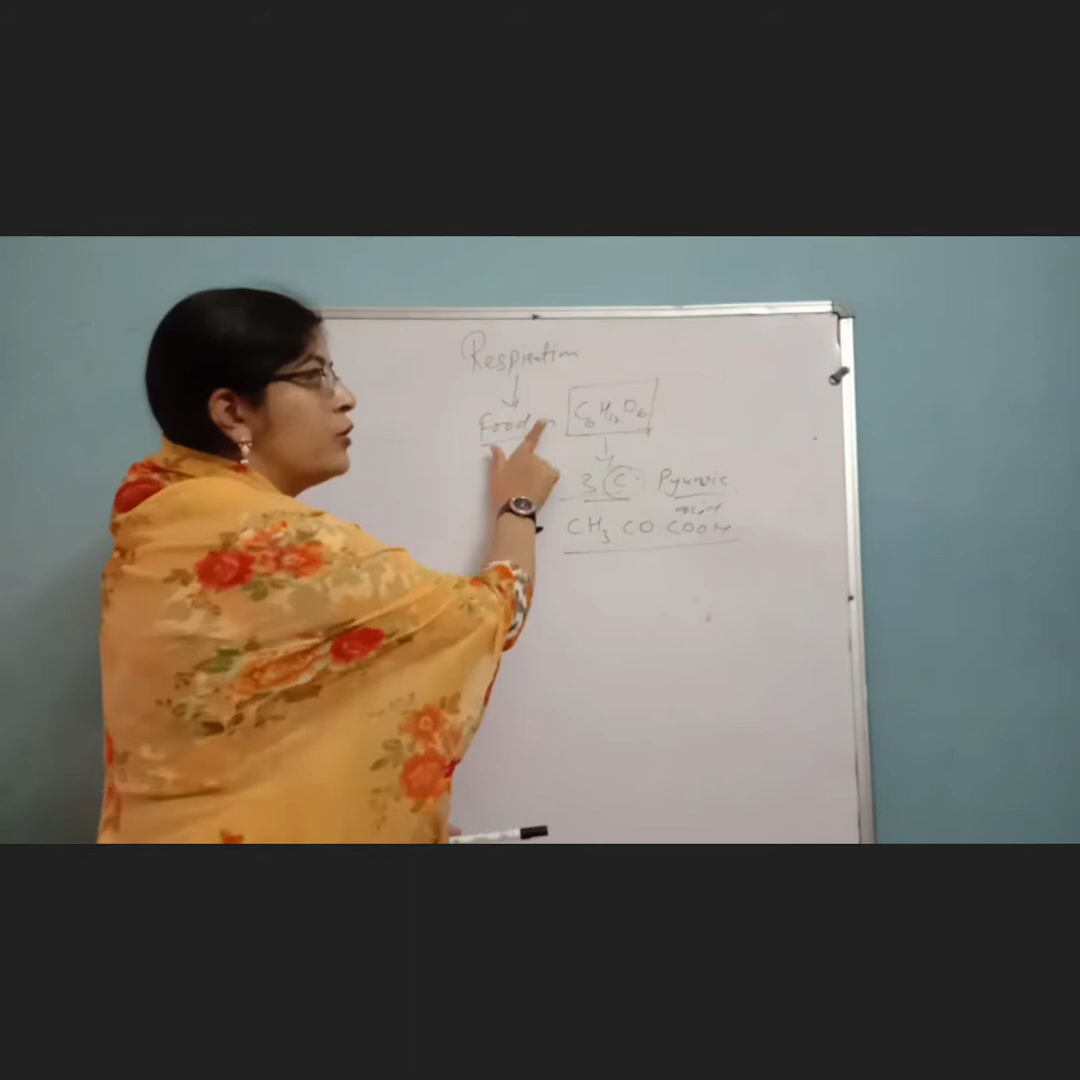 Respiration
↓
Food → C₆H₁₂O₆
↓
3 C Pyruvic
acid
CH₃ CO COOH